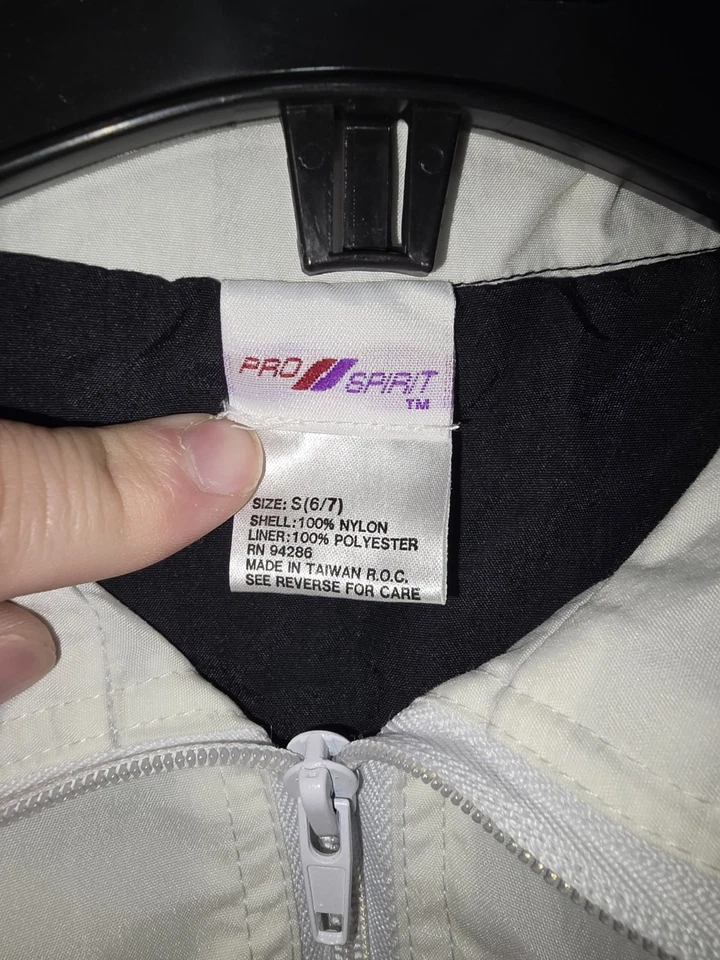 PRO SPIRIT
TM
SIZE: S(6/7)
SHELL:100% NYLON
LINER:100% POLYESTER
RN 94286
MADE IN TAIWAN R.O.C.
SEE REVERSE FOR CARE